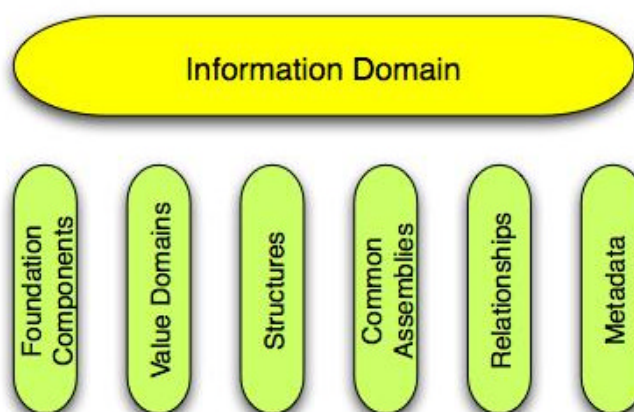 Information Domain
Foundation
Components
Value Domains
Structures
Common
Assemblies
Relationships
Metadata